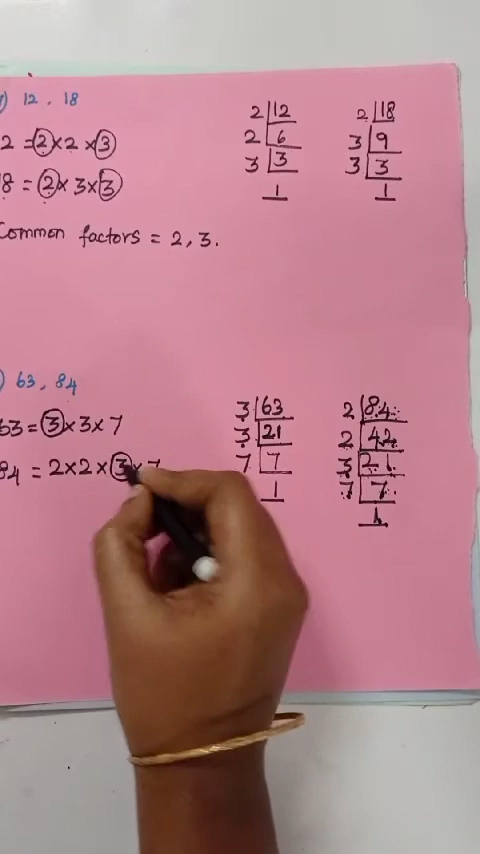 ) 12, 18
2 = 2 × 2 × 3
8 = 2 × 3 × 3
Common factors = 2, 3.
2 | 12
2 | 6
3 | 3
1
2 | 18
3 | 9
3 | 3
1
) 63, 84
63 = 3 × 3 × 7
84 = 2 × 2 × 3 × 7
3 | 63
3 | 21
7 | 7
1
2 | 84
2 | 42
3 | 21
7 | 7
1